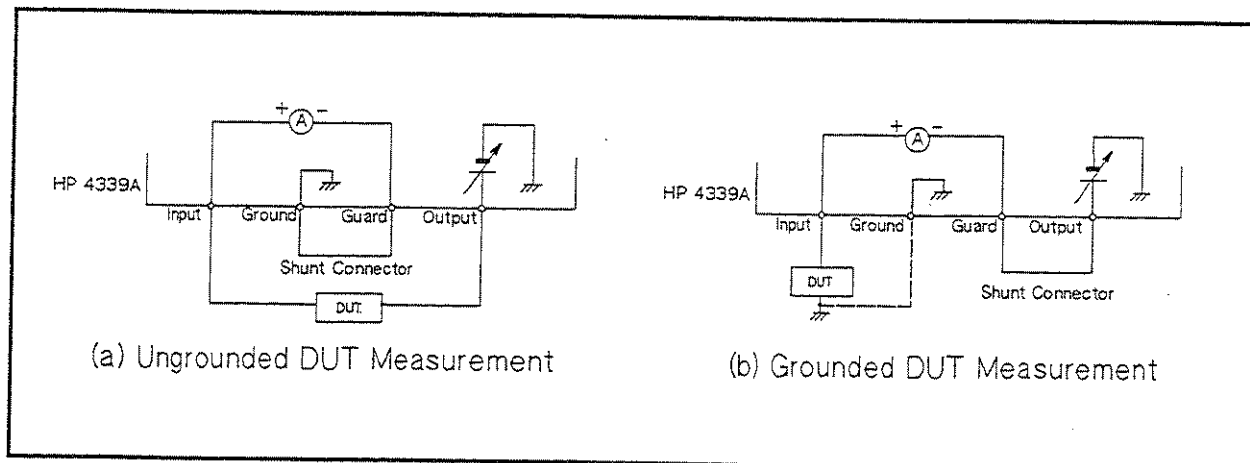 + A −
HP 4339A
Input Ground Guard Output
Shunt Connector
DUT.
(a) Ungrounded DUT Measurement
+ A −
HP 4339A
Input Ground Guard Output
DUT
Shunt Connector
(b) Grounded DUT Measurement